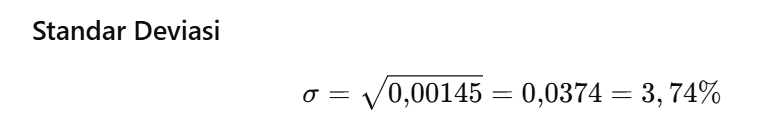 Standar Deviasi
σ = √0,00145 = 0,0374 = 3, 74%